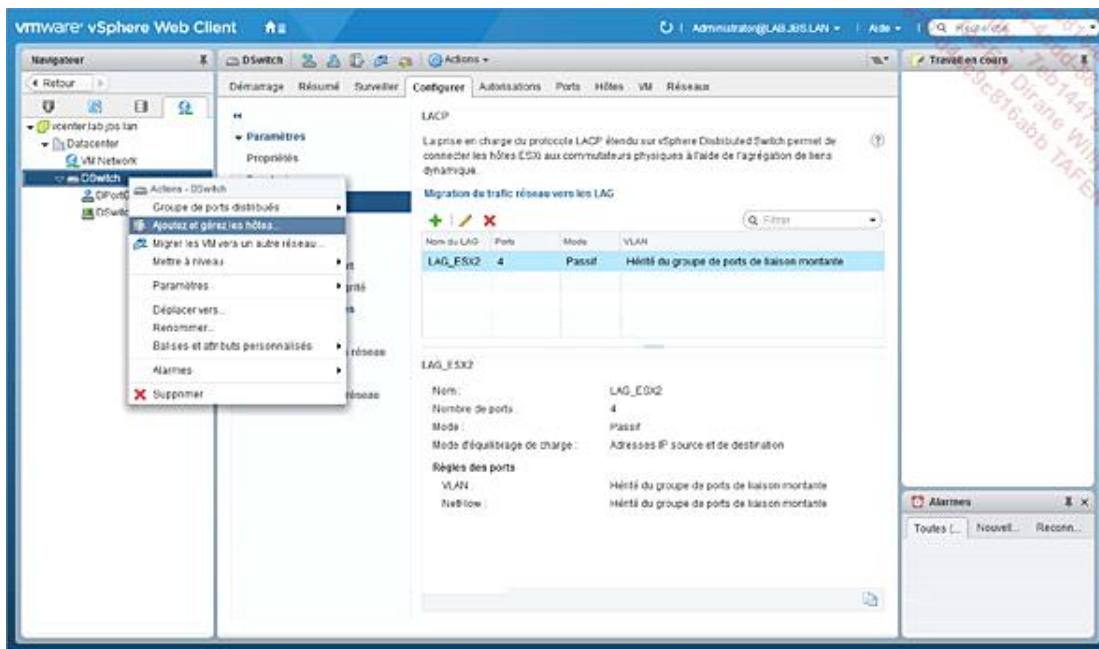 vmware® vSphere Web Client
Administrator@LAB.JBS.LAN
Aide
Navigateur
Retour
vcenter.lab.jbs.lan
Datacenter
VM Network
DSwitch
DSwitch
Actions
Démarrage Résumé Surveiller Configurer Autorisations Ports Hôtes VM Réseaux
Paramètres
Propriétés
Actions - DSwitch
Groupe de ports distribués
Ajoutez et gérez les hôtes...
Migrer les VM vers un autre réseau...
Mettre à niveau
Paramètres
Déplacer vers...
Renommer...
Balises et attributs personnalisés
Alarmes
Supprimer
réseau
LACP
La prise en charge du protocole LACP étendu sur vSphere Distributed Switch permet de
connecter les hôtes ESXi aux commutateurs physiques à l'aide de l'agrégation de liens
dynamique.
Migration du trafic réseau vers les LAG
Filtrer
Nom du LAG Ports Mode VLAN
LAG_ESX2 4 Passif Hérité du groupe de ports de liaison montante
LAG_ESX2
Nom : LAG_ESX2
Nombre de ports : 4
Mode : Passif
Mode d'équilibrage de charge : Adresses IP source et de destination
Règles des ports
VLAN : Hérité du groupe de ports de liaison montante
NetFlow : Hérité du groupe de ports de liaison montante
Travail en cours
Alarmes
Toutes (... Nouvell... Reconn...